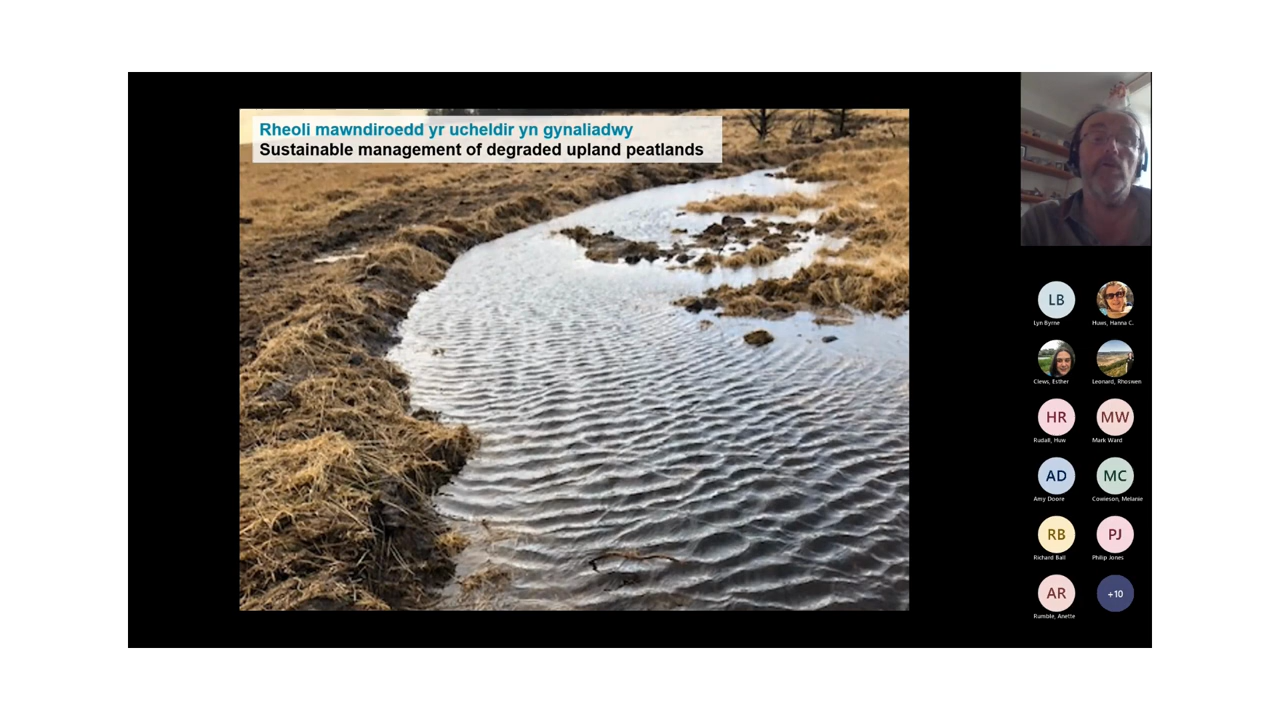 Rheoli mawndiroedd yr ucheldir yn gynaliadwy
Sustainable management of degraded upland peatlands
LB
Lyn Byrne
Huws, Hanna C.
Clews, Esther
Leonard, Rhoswen
HR
Rudall, Huw
MW
Mark Ward
AD
Amy Doore
MC
Cowieson, Melanie
RB
Richard Ball
PJ
Philip Jones
AR
Rumble, Anette
+10